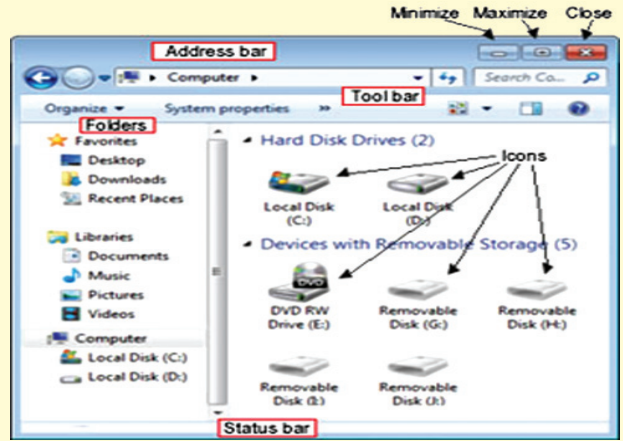 Minimize Maximize Close
Address bar
Computer
Search Co...
Tool bar
Organize
System properties
»
Folders
Favorites
Desktop
Downloads
Recent Places
Libraries
Documents
Music
Pictures
Videos
Computer
Local Disk (C:)
Local Disk (D:)
Hard Disk Drives (2)
Icons
Local Disk (C:)
Local Disk (D:)
Devices with Removable Storage (5)
DVD
DVD RW Drive (E:)
Removable Disk (G:)
Removable Disk (H:)
Removable Disk (I:)
Removable Disk (J:)
Status bar